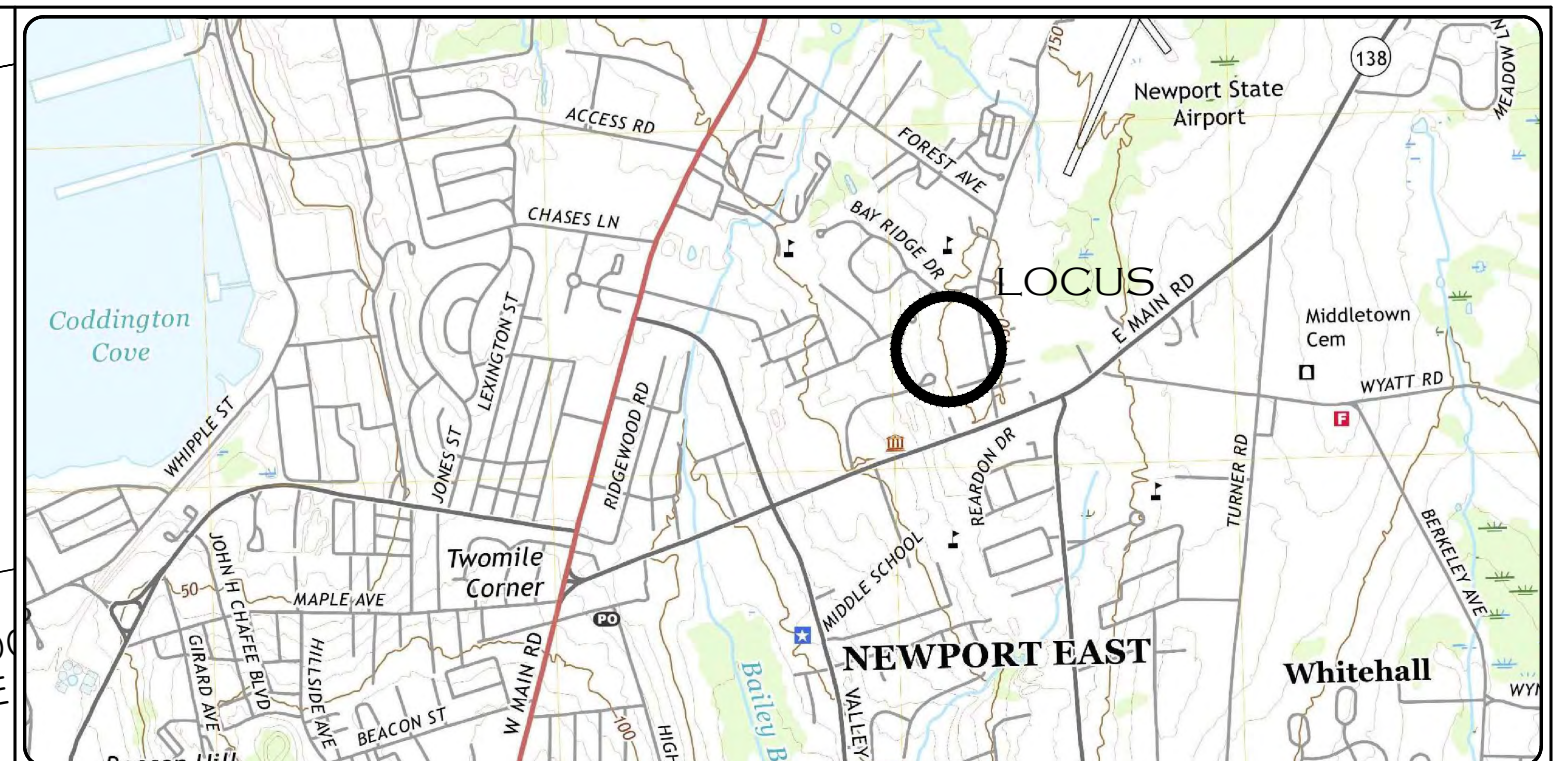 138
MEADOW LN
150
Newport State
Airport
ACCESS RD
FOREST AVE
CHASES LN
BAY RIDGE DR
LOCUS
E MAIN RD
Coddington
Cove
LEXINGTON ST
Middletown
Cem
WYATT RD
F
WHIPPLE ST
JONES ST
RIDGEWOOD RD
REARDON DR
TURNER RD
BERKELEY AVE
Twomile
Corner
MIDDLE SCHOOL
JOHN H CHAFEE BLVD
50
MAPLE AVE
PO
GIRARD AVE
HILLSIDE AVE
BEACON ST
W MAIN RD
100
HIGH
Bailey B
VALLEY
NEWPORT EAST
Whitehall
WYN